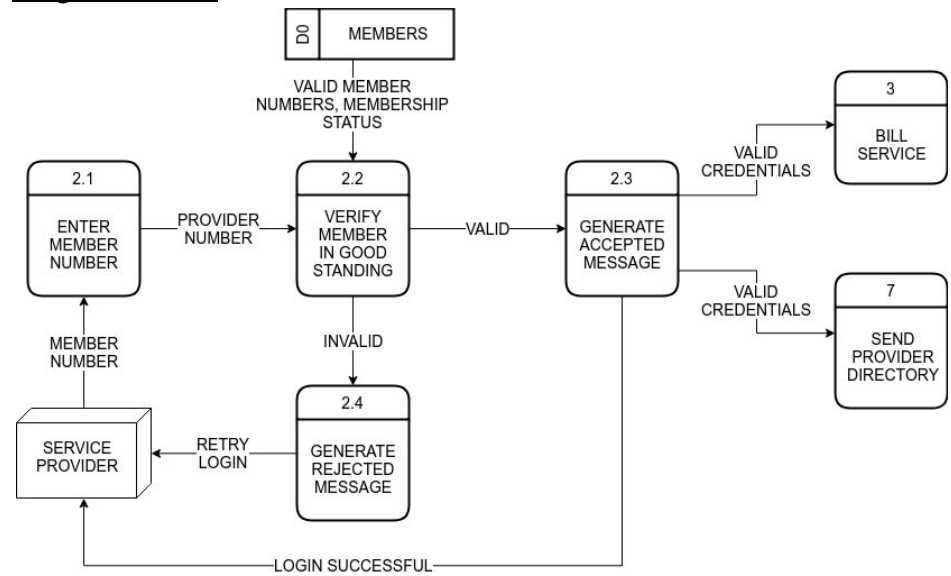 D0
MEMBERS
VALID MEMBER
NUMBERS, MEMBERSHIP
STATUS
3
BILL
SERVICE
VALID
CREDENTIALS
2.1
ENTER
MEMBER
NUMBER
PROVIDER
NUMBER
2.2
VERIFY
MEMBER
IN GOOD
STANDING
VALID
2.3
GENERATE
ACCEPTED
MESSAGE
VALID
CREDENTIALS
7
SEND
PROVIDER
DIRECTORY
MEMBER
NUMBER
INVALID
2.4
GENERATE
REJECTED
MESSAGE
RETRY
LOGIN
SERVICE
PROVIDER
LOGIN SUCCESSFUL